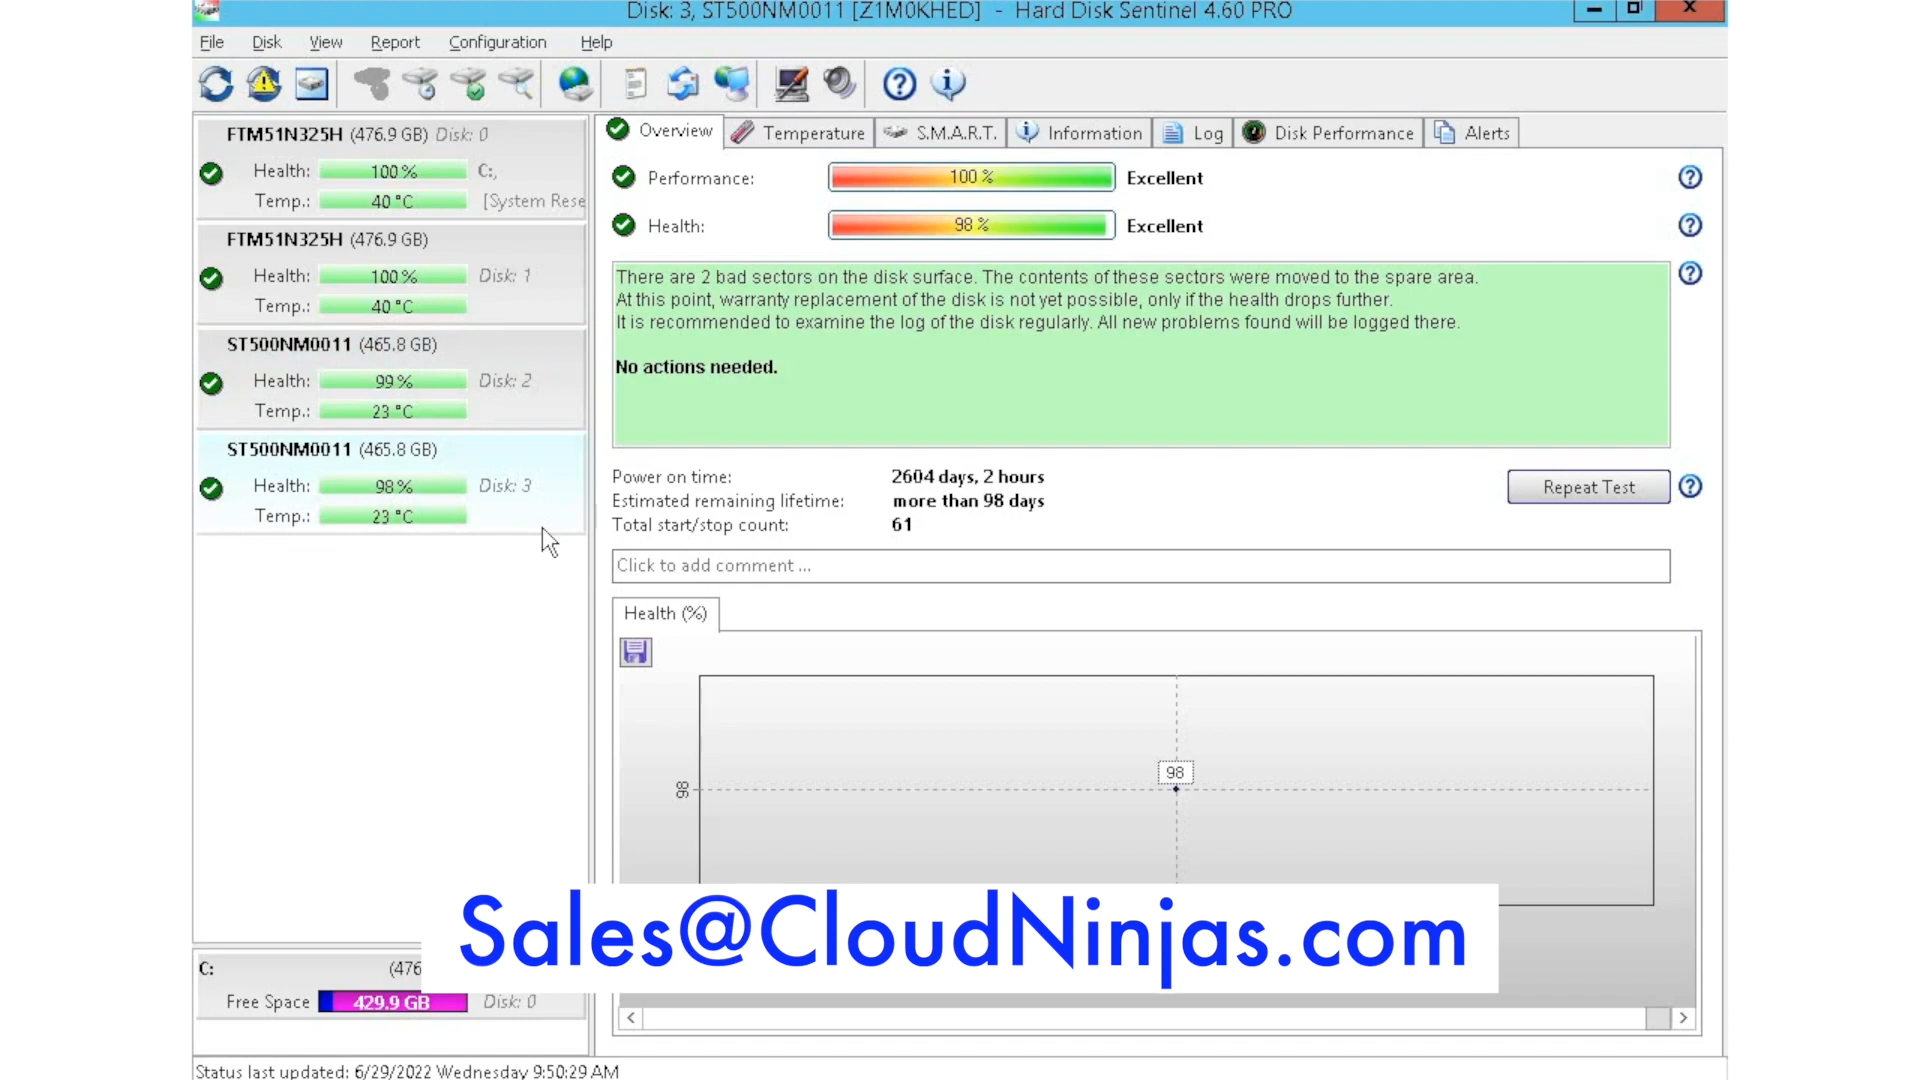 Disk: 3, ST500NM0011 [Z1M0KHED] - Hard Disk Sentinel 4.60 PRO
File Disk View Report Configuration Help
FTM51N325H (476.9 GB) Disk: 0
Health: 100 % C:,
Temp.: 40 °C [System Rese
FTM51N325H (476.9 GB)
Health: 100 % Disk: 1
Temp.: 40 °C
ST500NM0011 (465.8 GB)
Health: 99 % Disk: 2
Temp.: 23 °C
ST500NM0011 (465.8 GB)
Health: 98 % Disk: 3
Temp.: 23 °C
C: (476
Free Space 429.9 GB Disk: 0
Overview Temperature S.M.A.R.T. Information Log Disk Performance Alerts
Performance: 100 % Excellent
Health: 98 % Excellent
There are 2 bad sectors on the disk surface. The contents of these sectors were moved to the spare area.
At this point, warranty replacement of the disk is not yet possible, only if the health drops further.
It is recommended to examine the log of the disk regularly. All new problems found will be logged there.
No actions needed.
Power on time: 2604 days, 2 hours
Estimated remaining lifetime: more than 98 days
Total start/stop count: 61
Repeat Test
Click to add comment ...
Health (%)
98
98
Sales@CloudNinjas.com
Status last updated: 6/29/2022 Wednesday 9:50:29 AM